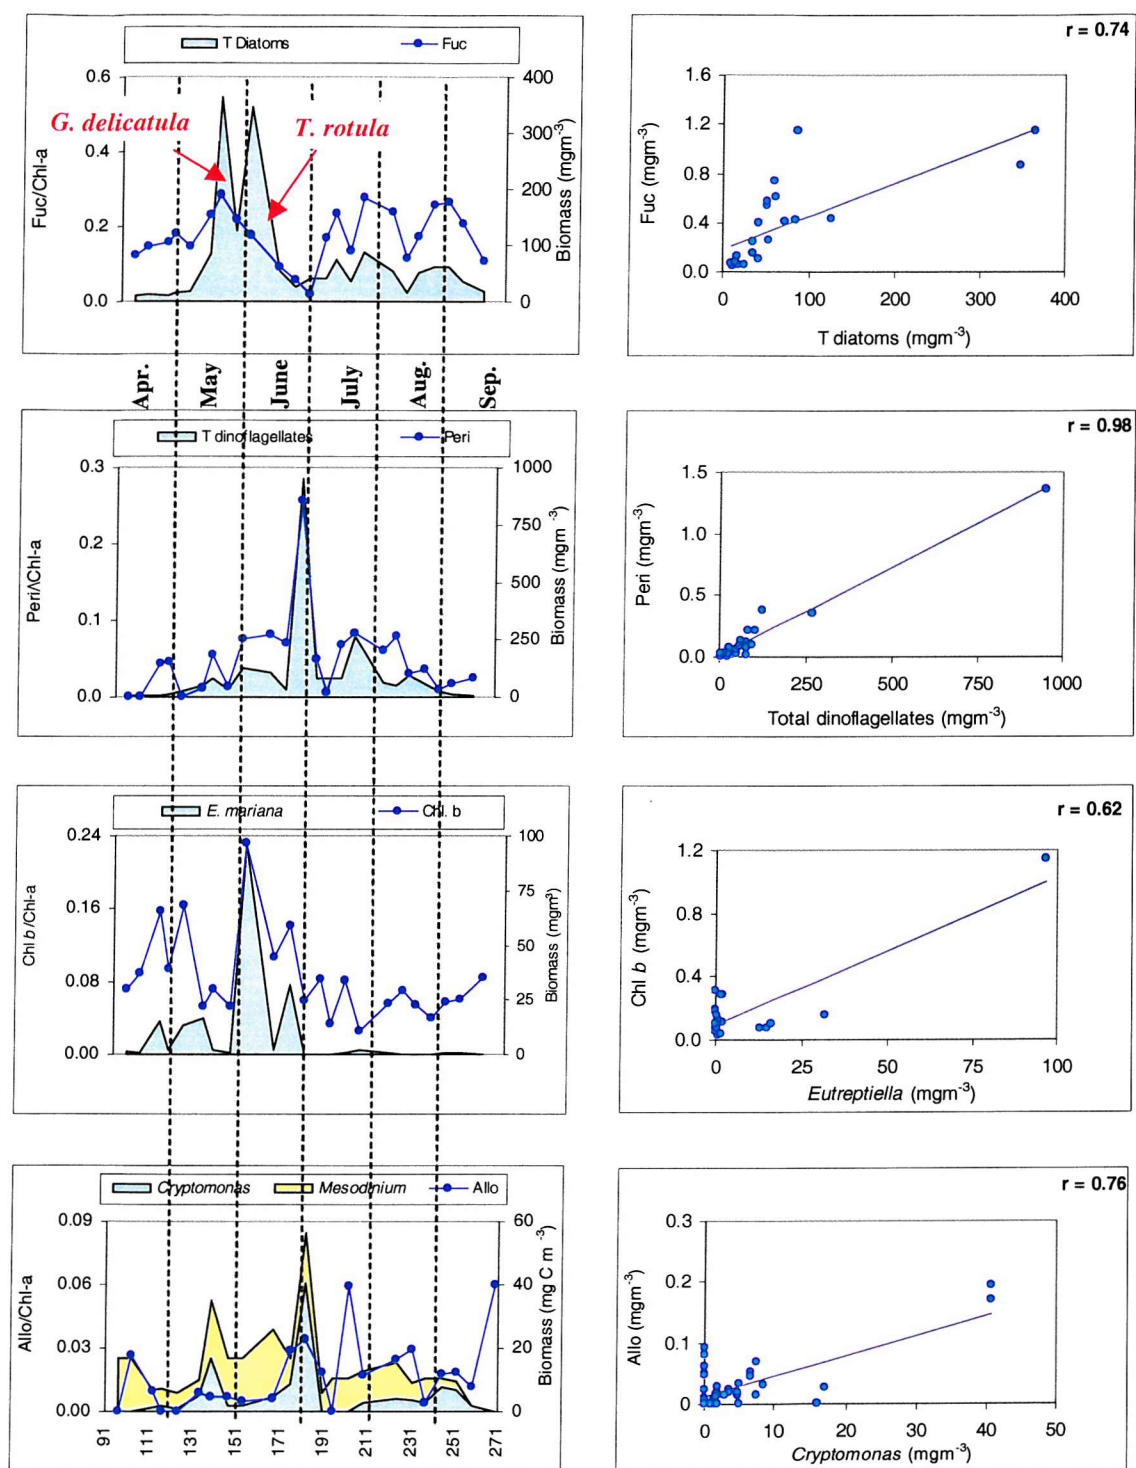 T Diatoms Fuc
0.6
0.4
0.2
0.0
Fuc/Chl-a
400
300
200
100
0
Biomass (mgm-3)
G. delicatula
T. rotula
r = 0.74
1.6
1.2
0.8
0.4
0.0
Fuc (mgm-3)
0 100 200 300 400
T diatoms (mgm-3)
Apr. May June July Aug. Sep.
T dinoflagellates Peri
0.3
0.2
0.1
0.0
Peri/\Chl-a
1000
750
500
250
0
Biomass (mgm -3)
r = 0.98
1.5
1.0
0.5
0.0
Peri (mgm-3)
0 250 500 750 1000
Total dinoflagellates (mgm-3)
E. mariana Chl. b
0.24
0.16
0.08
0.00
Chl b/Chl-a
100
75
50
25
0
Biomass (mgm³)
r = 0.62
1.2
0.8
0.4
0.0
Chl b (mgm-3)
0 25 50 75 100
Eutreptiella (mgm-3)
Cryptomonas Mesodinium Allo
0.09
0.06
0.03
0.00
Allo/Chl-a
60
40
20
0
Biomass (mg C m -3)
91 111 131 151 171 191 211 231 251 271
r = 0.76
0.3
0.2
0.1
0
Allo (mgm-3)
0 10 20 30 40 50
Cryptomonas (mgm-3)